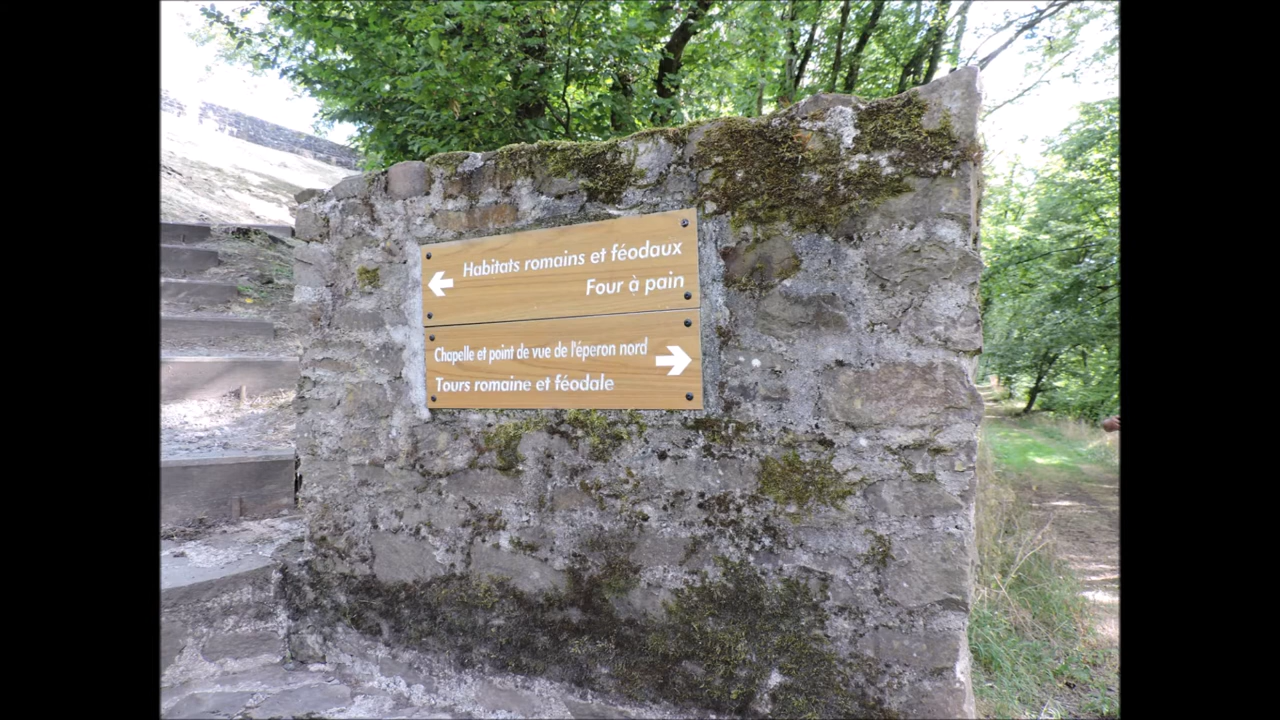 Habitats romains et féodaux
Four à pain
Chapelle et point de vue de l'éperon nord
Tours romaine et féodale